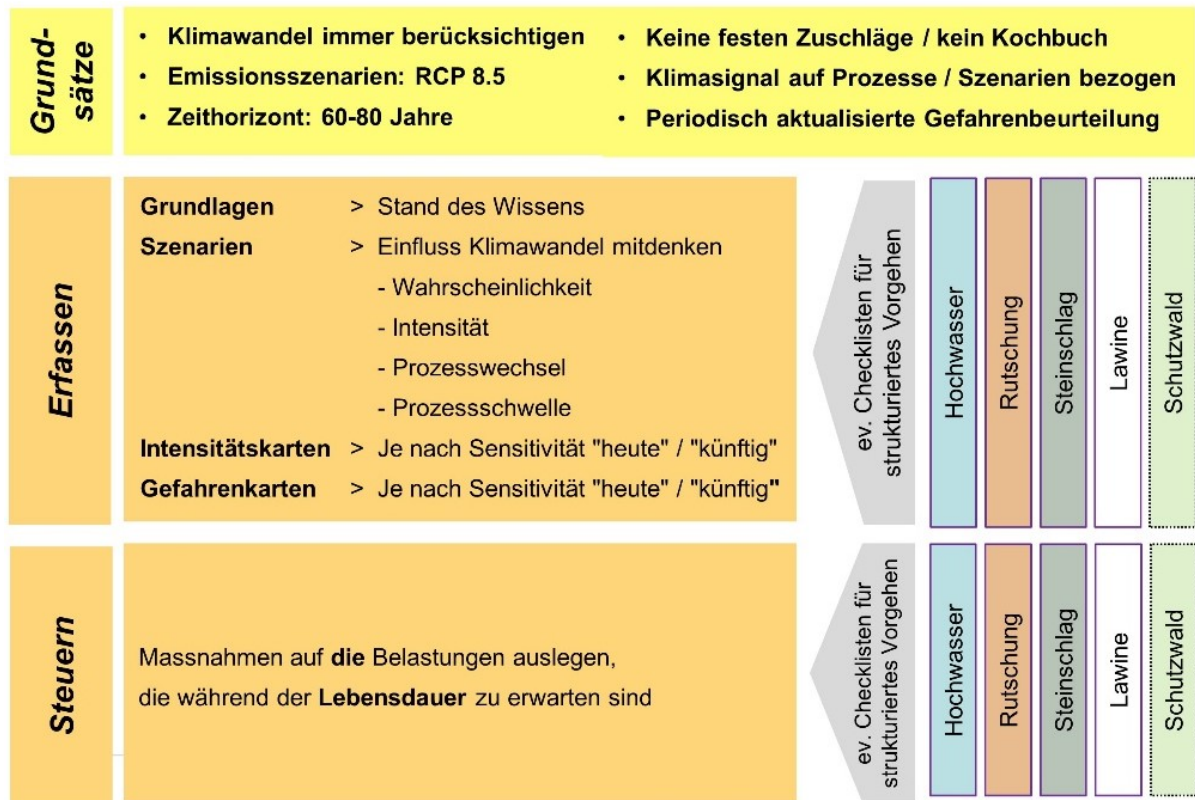 Grund-
sätze
• Klimawandel immer berücksichtigen
• Emissionsszenarien: RCP 8.5
• Zeithorizont: 60-80 Jahre
• Keine festen Zuschläge / kein Kochbuch
• Klimasignal auf Prozesse / Szenarien bezogen
• Periodisch aktualisierte Gefahrenbeurteilung
Erfassen
Grundlagen > Stand des Wissens
Szenarien > Einfluss Klimawandel mitdenken
- Wahrscheinlichkeit
- Intensität
- Prozesswechsel
- Prozessschwelle
Intensitätskarten > Je nach Sensitivität "heute" / "künftig"
Gefahrenkarten > Je nach Sensitivität "heute" / "künftig"
ev. Checklisten für
strukturiertes Vorgehen
Hochwasser
Rutschung
Steinschlag
Lawine
Schutzwald
Steuern
Massnahmen auf die Belastungen auslegen,
die während der Lebensdauer zu erwarten sind
ev. Checklisten für
strukturiertes Vorgehen
Hochwasser
Rutschung
Steinschlag
Lawine
Schutzwald